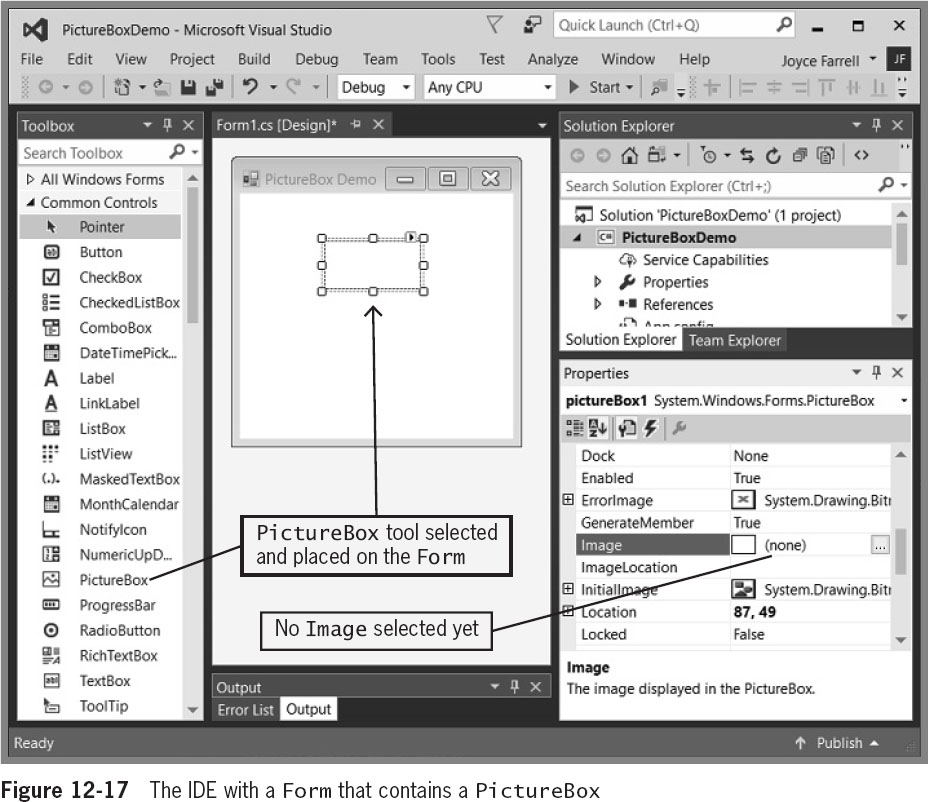 PictureBoxDemo - Microsoft Visual Studio
Quick Launch (Ctrl+Q)
File Edit View Project Build Debug Team Tools Test Analyze Window Help
Joyce Farrell
JF
Debug
Any CPU
Start
Toolbox
Search Toolbox
All Windows Forms
Common Controls
Pointer
Button
CheckBox
CheckedListBox
ComboBox
DateTimePick...
Label
LinkLabel
ListBox
ListView
MaskedTextBox
MonthCalendar
NotifyIcon
NumericUpD...
PictureBox
ProgressBar
RadioButton
RichTextBox
TextBox
ToolTip
Form1.cs [Design]*
PictureBox Demo
PictureBox tool selected
and placed on the Form
No Image selected yet
Output
Error List Output
Solution Explorer
Search Solution Explorer (Ctrl+;)
Solution 'PictureBoxDemo' (1 project)
C# PictureBoxDemo
Service Capabilities
Properties
References
App.config
Solution Explorer Team Explorer
Properties
pictureBox1 System.Windows.Forms.PictureBox
Dock None
Enabled True
ErrorImage System.Drawing.Bitr
GenerateMember True
Image (none) ...
ImageLocation
InitialImage System.Drawing.Bitr
Location 87, 49
Locked False
Image
The image displayed in the PictureBox.
Ready
Publish
Figure 12-17 The IDE with a Form that contains a PictureBox